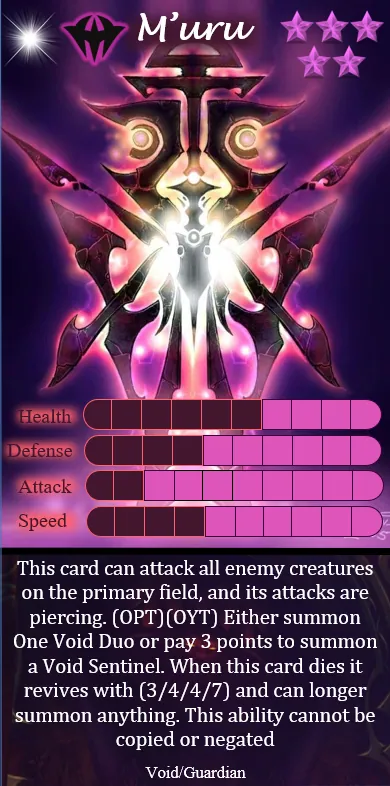 M'uru
Health
Defense
Attack
Speed
This card can attack all enemy creatures
on the primary field, and its attacks are
piercing. (OPT)(OYT) Either summon
One Void Duo or pay 3 points to summon
a Void Sentinel. When this card dies it
revives with (3/4/4/7) and can longer
summon anything. This ability cannot be
copied or negated
Void/Guardian